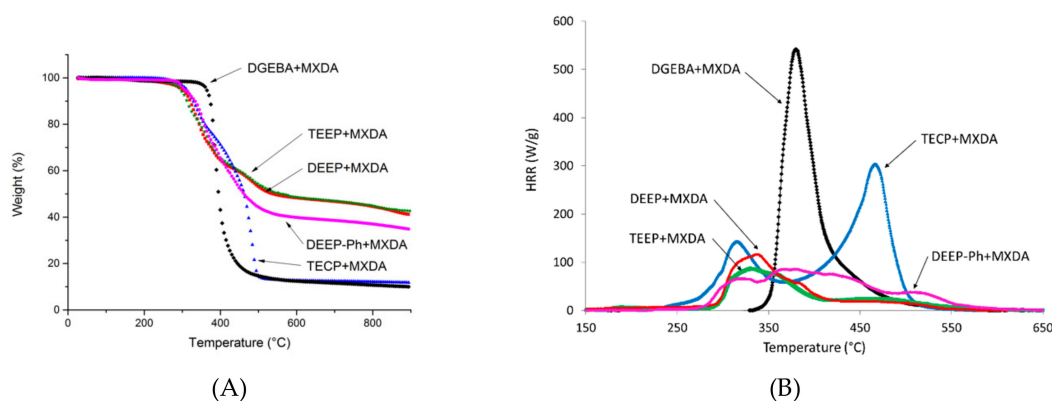 100
80
60
40
20
0
0
200
400
600
800
Weight (%)
Temperature (°C)
DGEBA+MXDA
TEEP+MXDA
DEEP+MXDA
DEEP-Ph+MXDA
TECP+MXDA
(A)
600
500
400
300
200
100
0
150
250
350
450
550
650
HRR (W/g)
Temperature (°C)
DGEBA+MXDA
TECP+MXDA
DEEP+MXDA
TEEP+MXDA
DEEP-Ph+MXDA
(B)